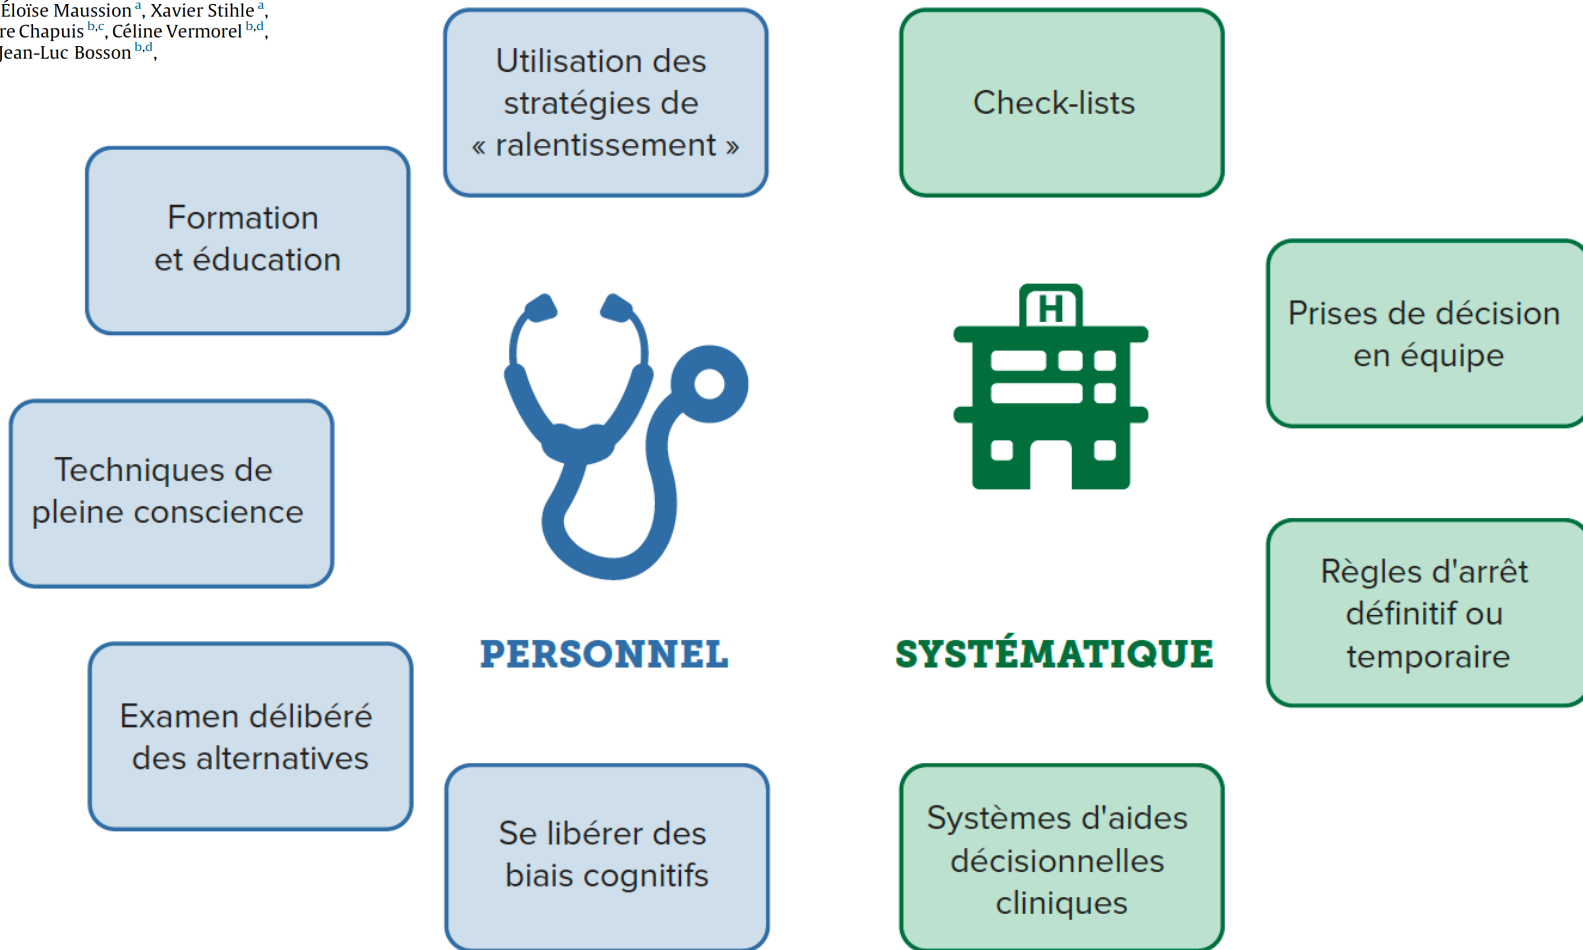 Éloïse Maussion a, Xavier Stihle a,
re Chapuis b,c, Céline Vermorel b,d,
Jean-Luc Bosson b,d,
Utilisation des
stratégies de
« ralentissement »
Formation
et éducation
Techniques de
pleine conscience
Examen délibéré
des alternatives
Se libérer des
biais cognitifs
PERSONNEL
Check-lists
H
Prises de décision
en équipe
Règles d'arrêt
définitif ou
temporaire
Systèmes d'aides
décisionnelles
cliniques
SYSTÉMATIQUE